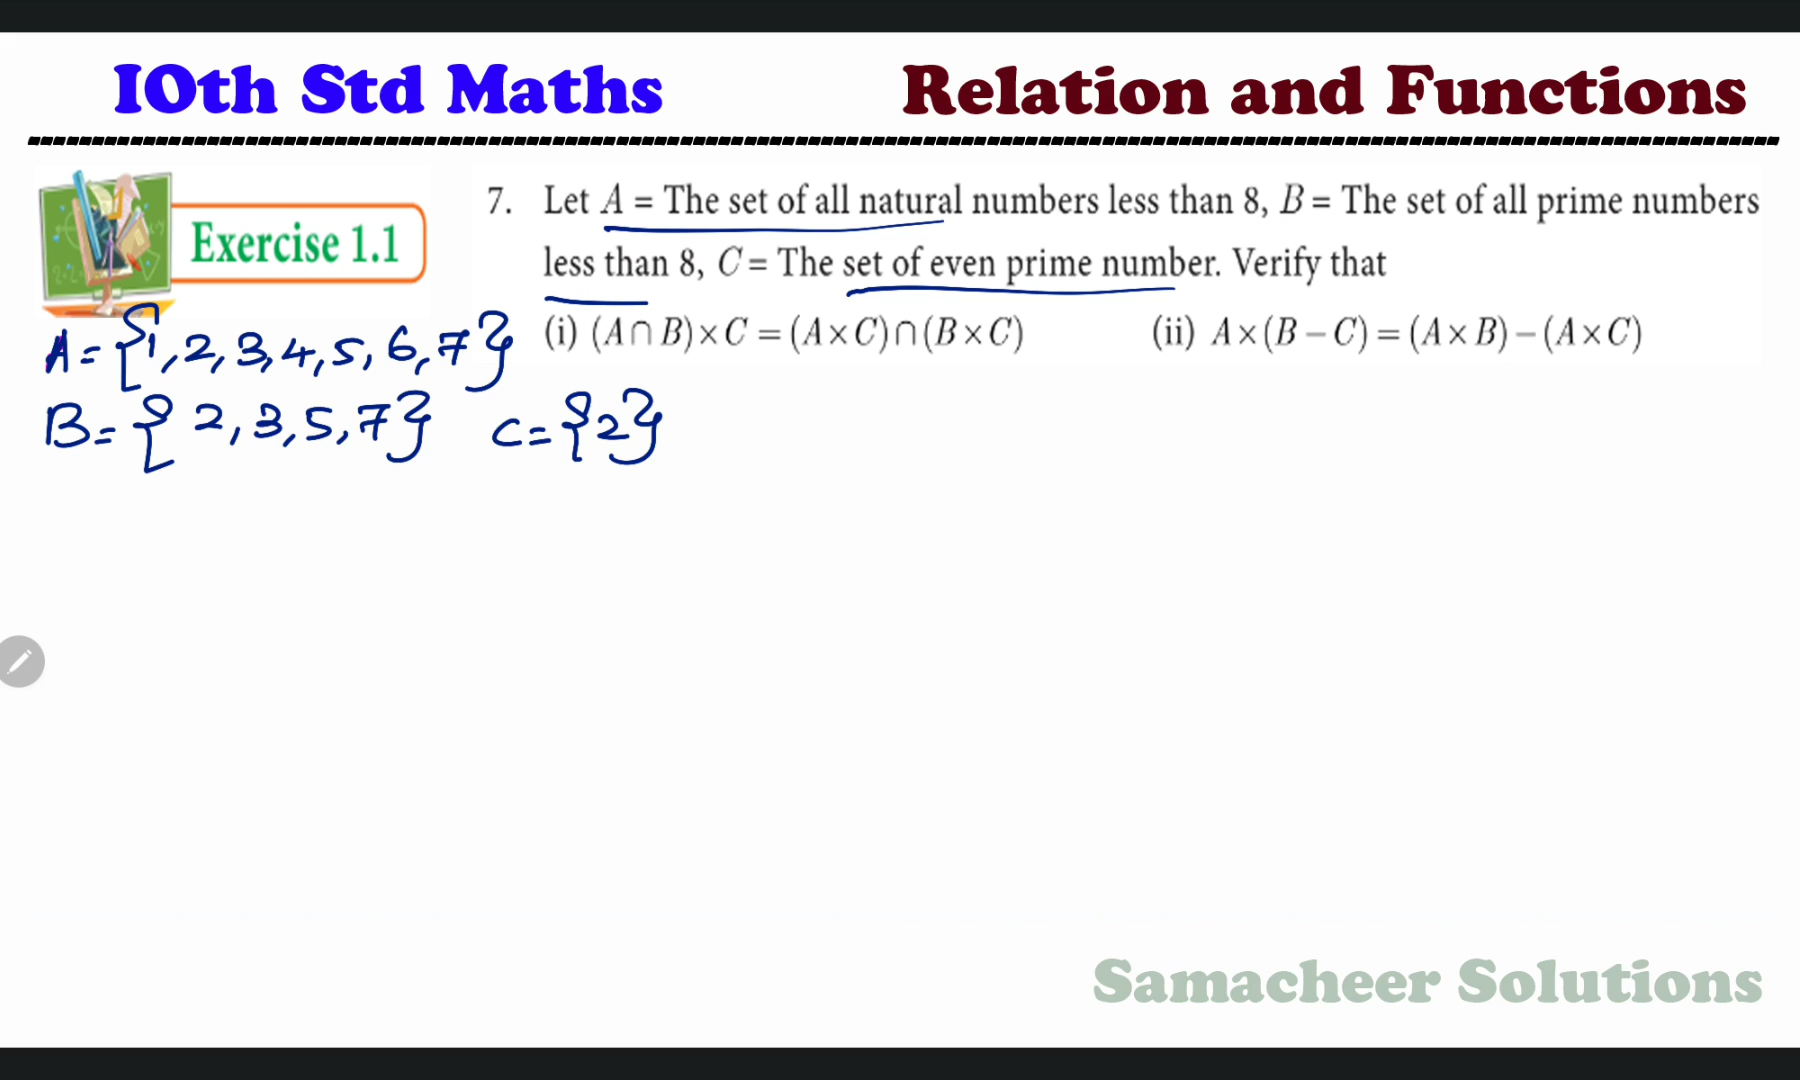 10th Std Maths
Relation and Functions
Exercise 1.1
7. Let A = The set of all natural numbers less than 8, B = The set of all prime numbers
less than 8, C = The set of even prime number. Verify that
(i) (A∩B)×C = (A×C)∩(B×C) (ii) A×(B−C) = (A×B)−(A×C)
A = {1, 2, 3, 4, 5, 6, 7}
B = { 2, 3, 5, 7} C = {2}
Samacheer Solutions